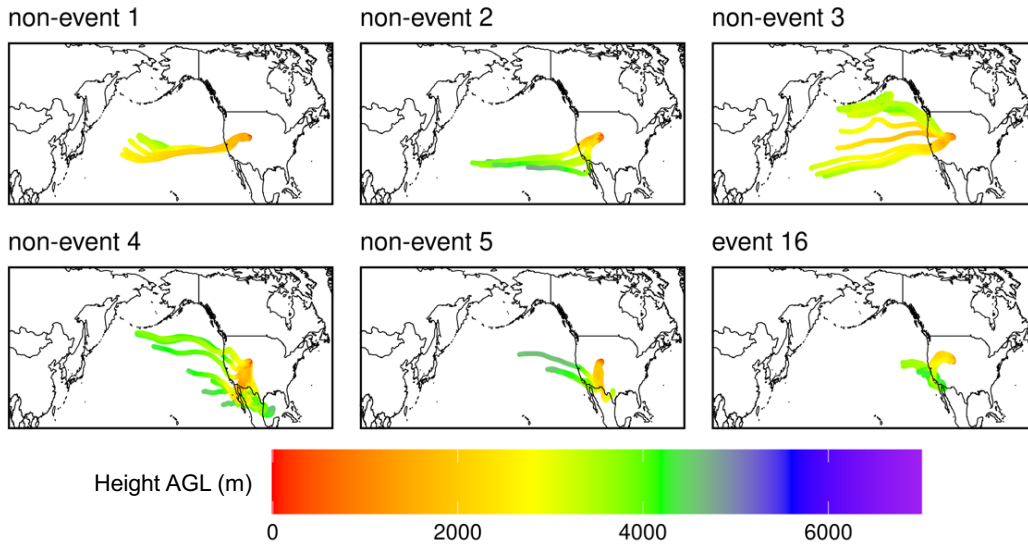 non-event 1
non-event 2
non-event 3
non-event 4
non-event 5
event 16
Height AGL (m)
0
2000
4000
6000